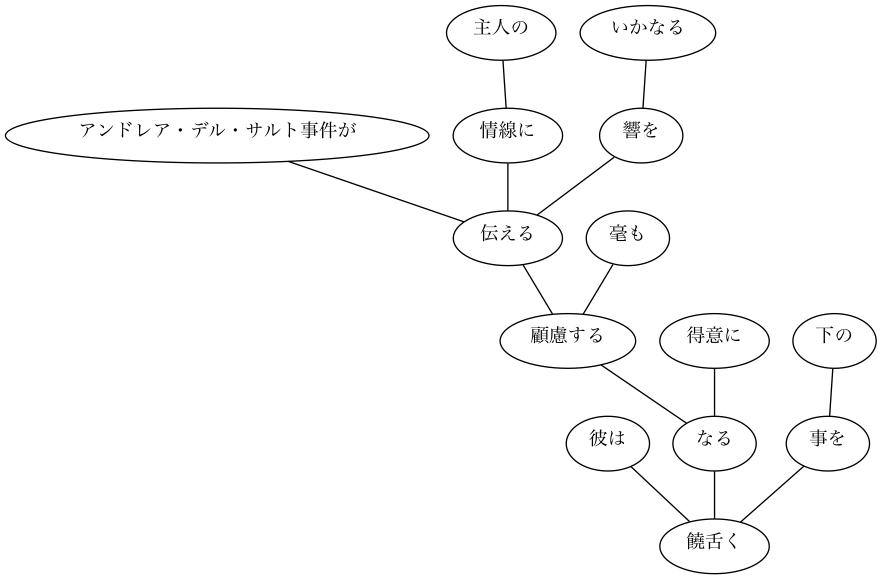 主人の
いかなる
アンドレア・デル・サルト事件が
情線に
響を
伝える
毫も
顧慮する
得意に
下の
彼は
なる
事を
饒舌く